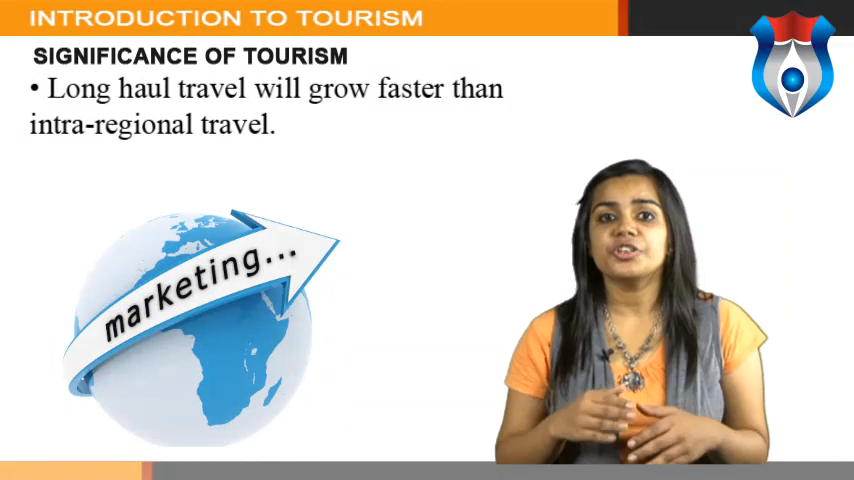 INTRODUCTION TO TOURISM
SIGNIFICANCE OF TOURISM
• Long haul travel will grow faster than
intra-regional travel.
marketing...